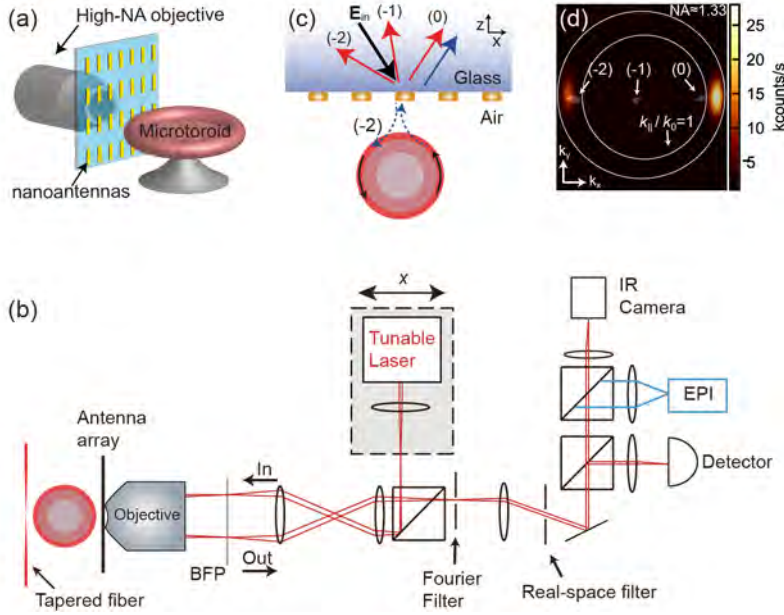 (a)
High-NA objective
Microtoroid
nanoantennas
(c)
E_in
(-2)
(-1)
(0)
z
x
Glass
Air
(-2)
(d)
NA≈1.33
(-2)
(-1)
(0)
k_|| / k_0=1
k_y
k_x
25
20
15
10
5
kcounts/s
(b)
x
Tunable
Laser
IR
Camera
EPI
Detector
Antenna
array
In
Objective
BFP
Out
Tapered fiber
Fourier
Filter
Real-space filter